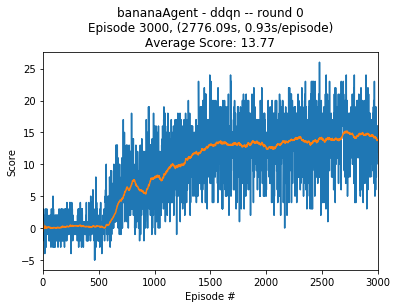 bananaAgent - ddqn -- round 0
Episode 3000, (2776.09s, 0.93s/episode)
Average Score: 13.77
25
20
15
10
5
0
−5
Score
0
500
1000
1500
2000
2500
3000
Episode #